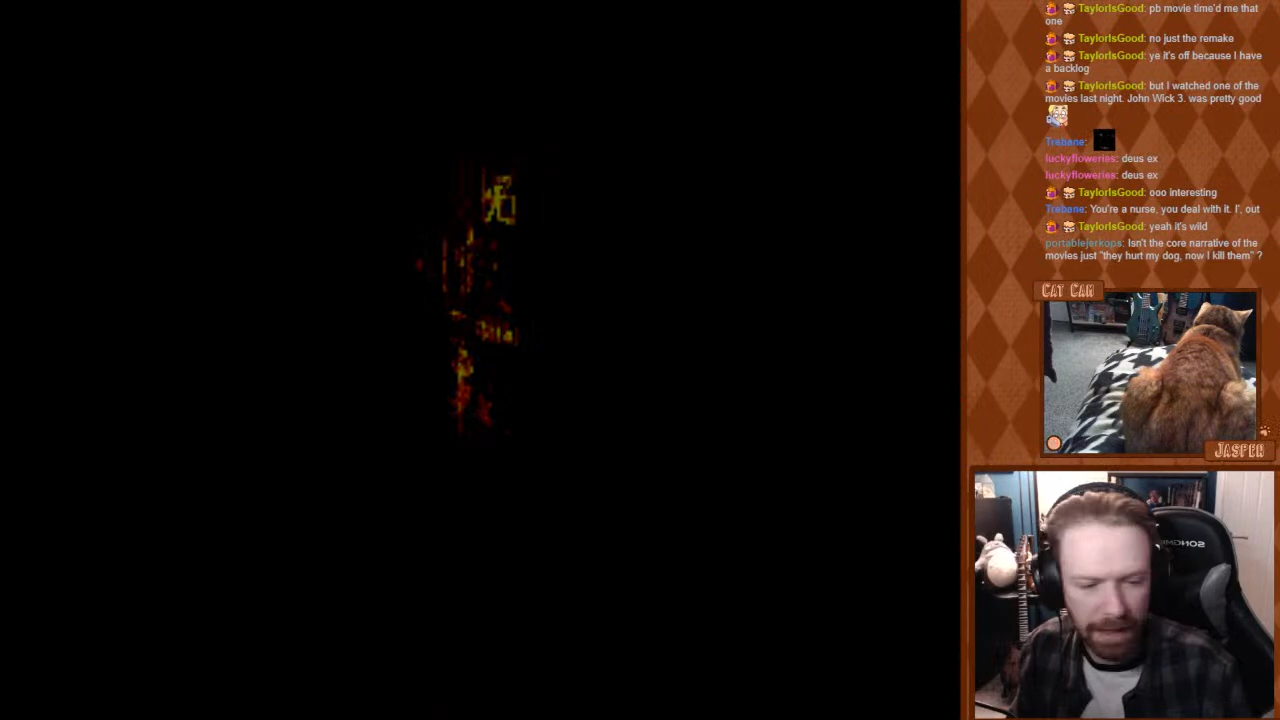 TaylorIsGood: pb movie time'd me that
one
TaylorIsGood: no just the remake
TaylorIsGood: ye it's off because I have
a backlog
TaylorIsGood: but I watched one of the
movies last night. John Wick 3. was pretty good
Trebane:
luckyfloweries: deus ex
luckyfloweries: deus ex
TaylorIsGood: ooo interesting
Trebane: You're a nurse, you deal with it. I', out
TaylorIsGood: yeah it's wild
portablejerkops: Isn't the core narrative of the
movies just "they hurt my dog, now I kill them" ?
CAT CAM
JASPER